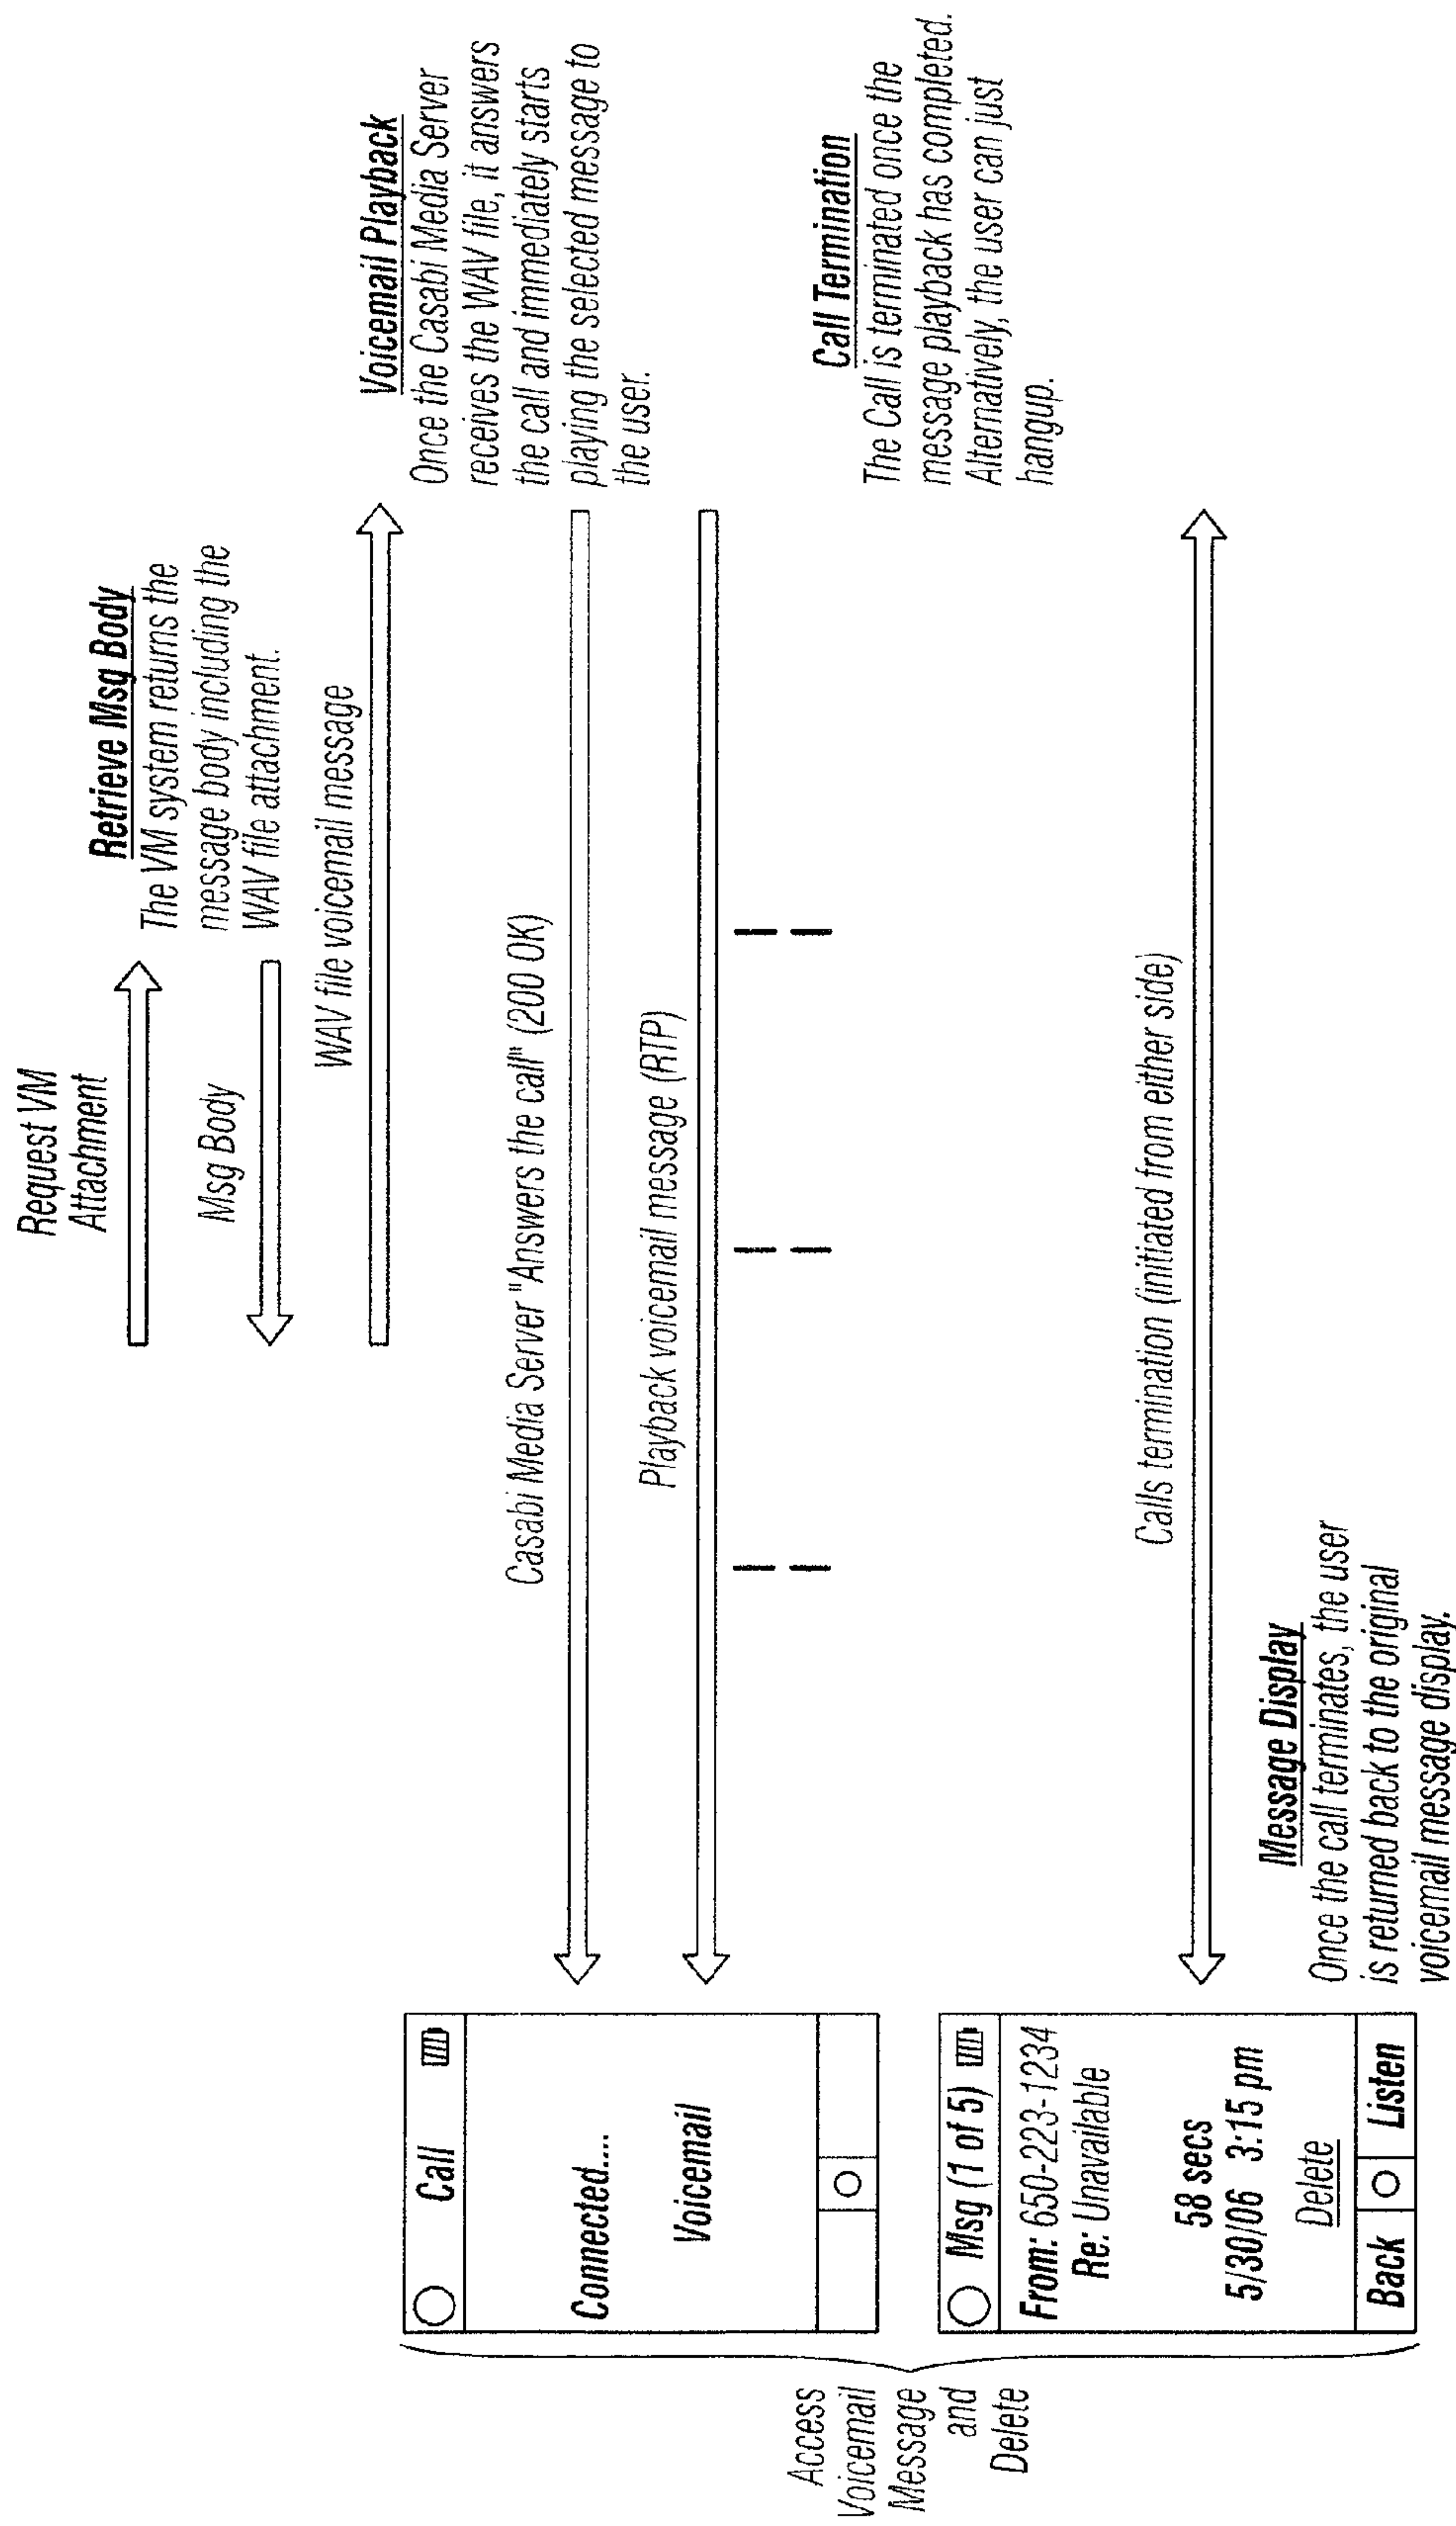 Request VM
Attachment
Retrieve Msg Body
The VM system returns the
message body including the
WAV file attachment.
Msg Body
WAV file voicemail message
Voicemail Playback
Once the Casabi Media Server
receives the WAV file, it answers
the call and immediately starts
playing the selected message to
the user.
Call
Connected....
Voicemail
Casabi Media Server "Answers the call" (200 OK)
Playback voicemail message (RTP)
Call Termination
The Call is terminated once the
message playback has completed.
Alternatively, the user can just
hangup.
Access
Voicemail
Message
and
Delete
Msg (1 of 5)
From: 650-223-1234
Re: Unavailable
58 secs
5/30/06 3:15 pm
Delete
Back Listen
Calls termination (initiated from either side)
Message Display
Once the call terminates, the user
is returned back to the original
voicemail message display.